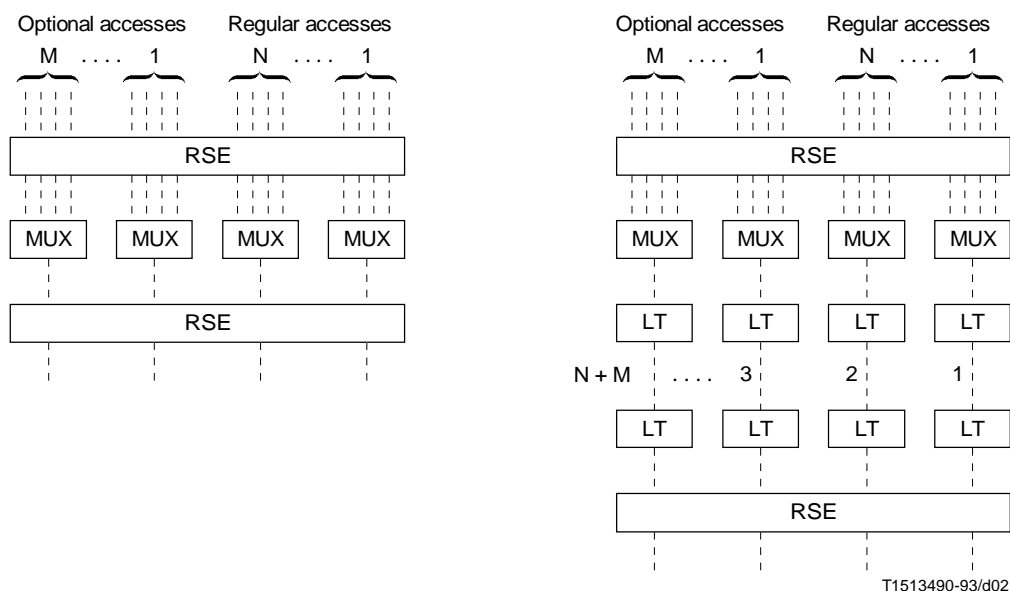 Optional accesses Regular accesses
M . . . . 1 N . . . . 1
RSE
MUX MUX MUX MUX
RSE
Optional accesses Regular accesses
M . . . . 1 N . . . . 1
RSE
MUX MUX MUX MUX
LT LT LT LT
N + M . . . . 3 2 1
LT LT LT LT
RSE
T1513490-93/d02